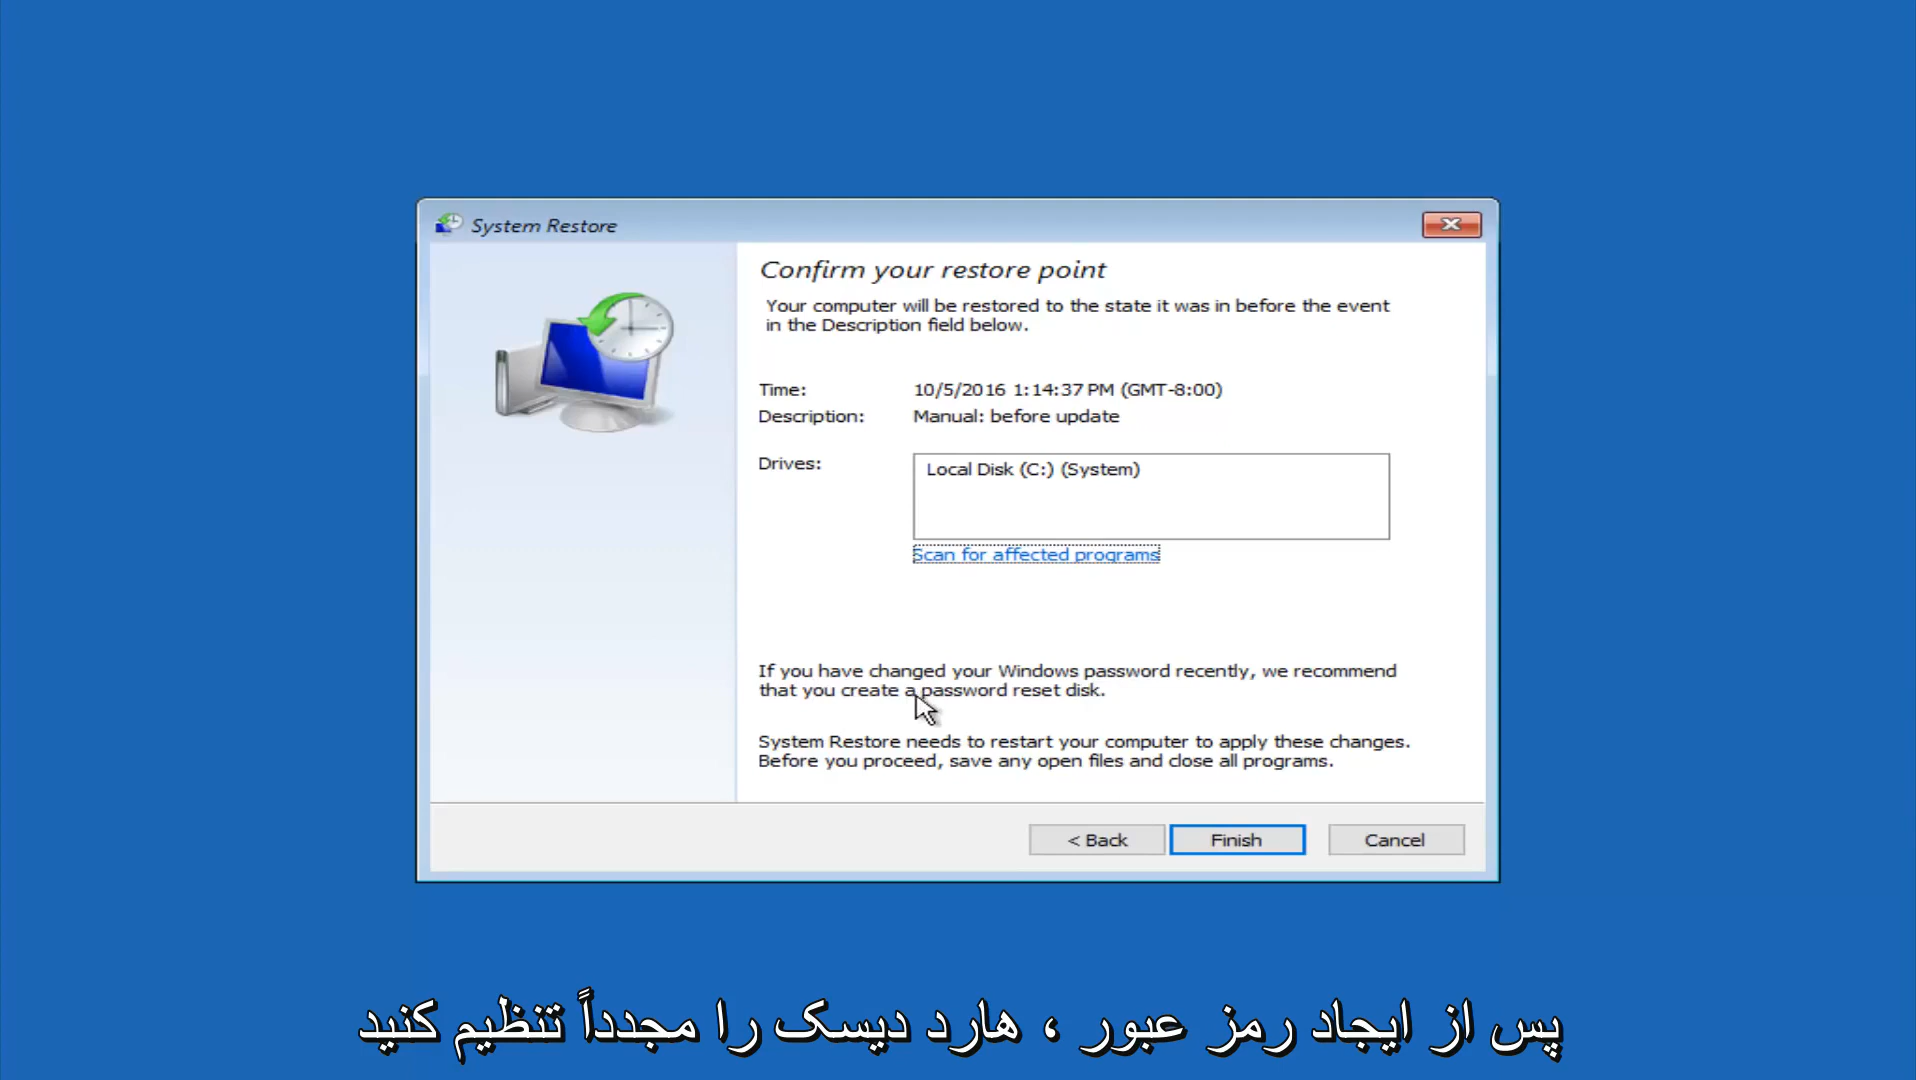 System Restore
Confirm your restore point
Your computer will be restored to the state it was in before the event
in the Description field below.
Time: 10/5/2016 1:14:37 PM (GMT-8:00)
Description: Manual: before update
Drives: Local Disk (C:) (System)
Scan for affected programs
If you have changed your Windows password recently, we recommend
that you create a password reset disk.
System Restore needs to restart your computer to apply these changes.
Before you proceed, save any open files and close all programs.
< Back Finish Cancel
پس از ایجاد رمز عبور ، هارد دیسک را مجدداً تنظیم کنید